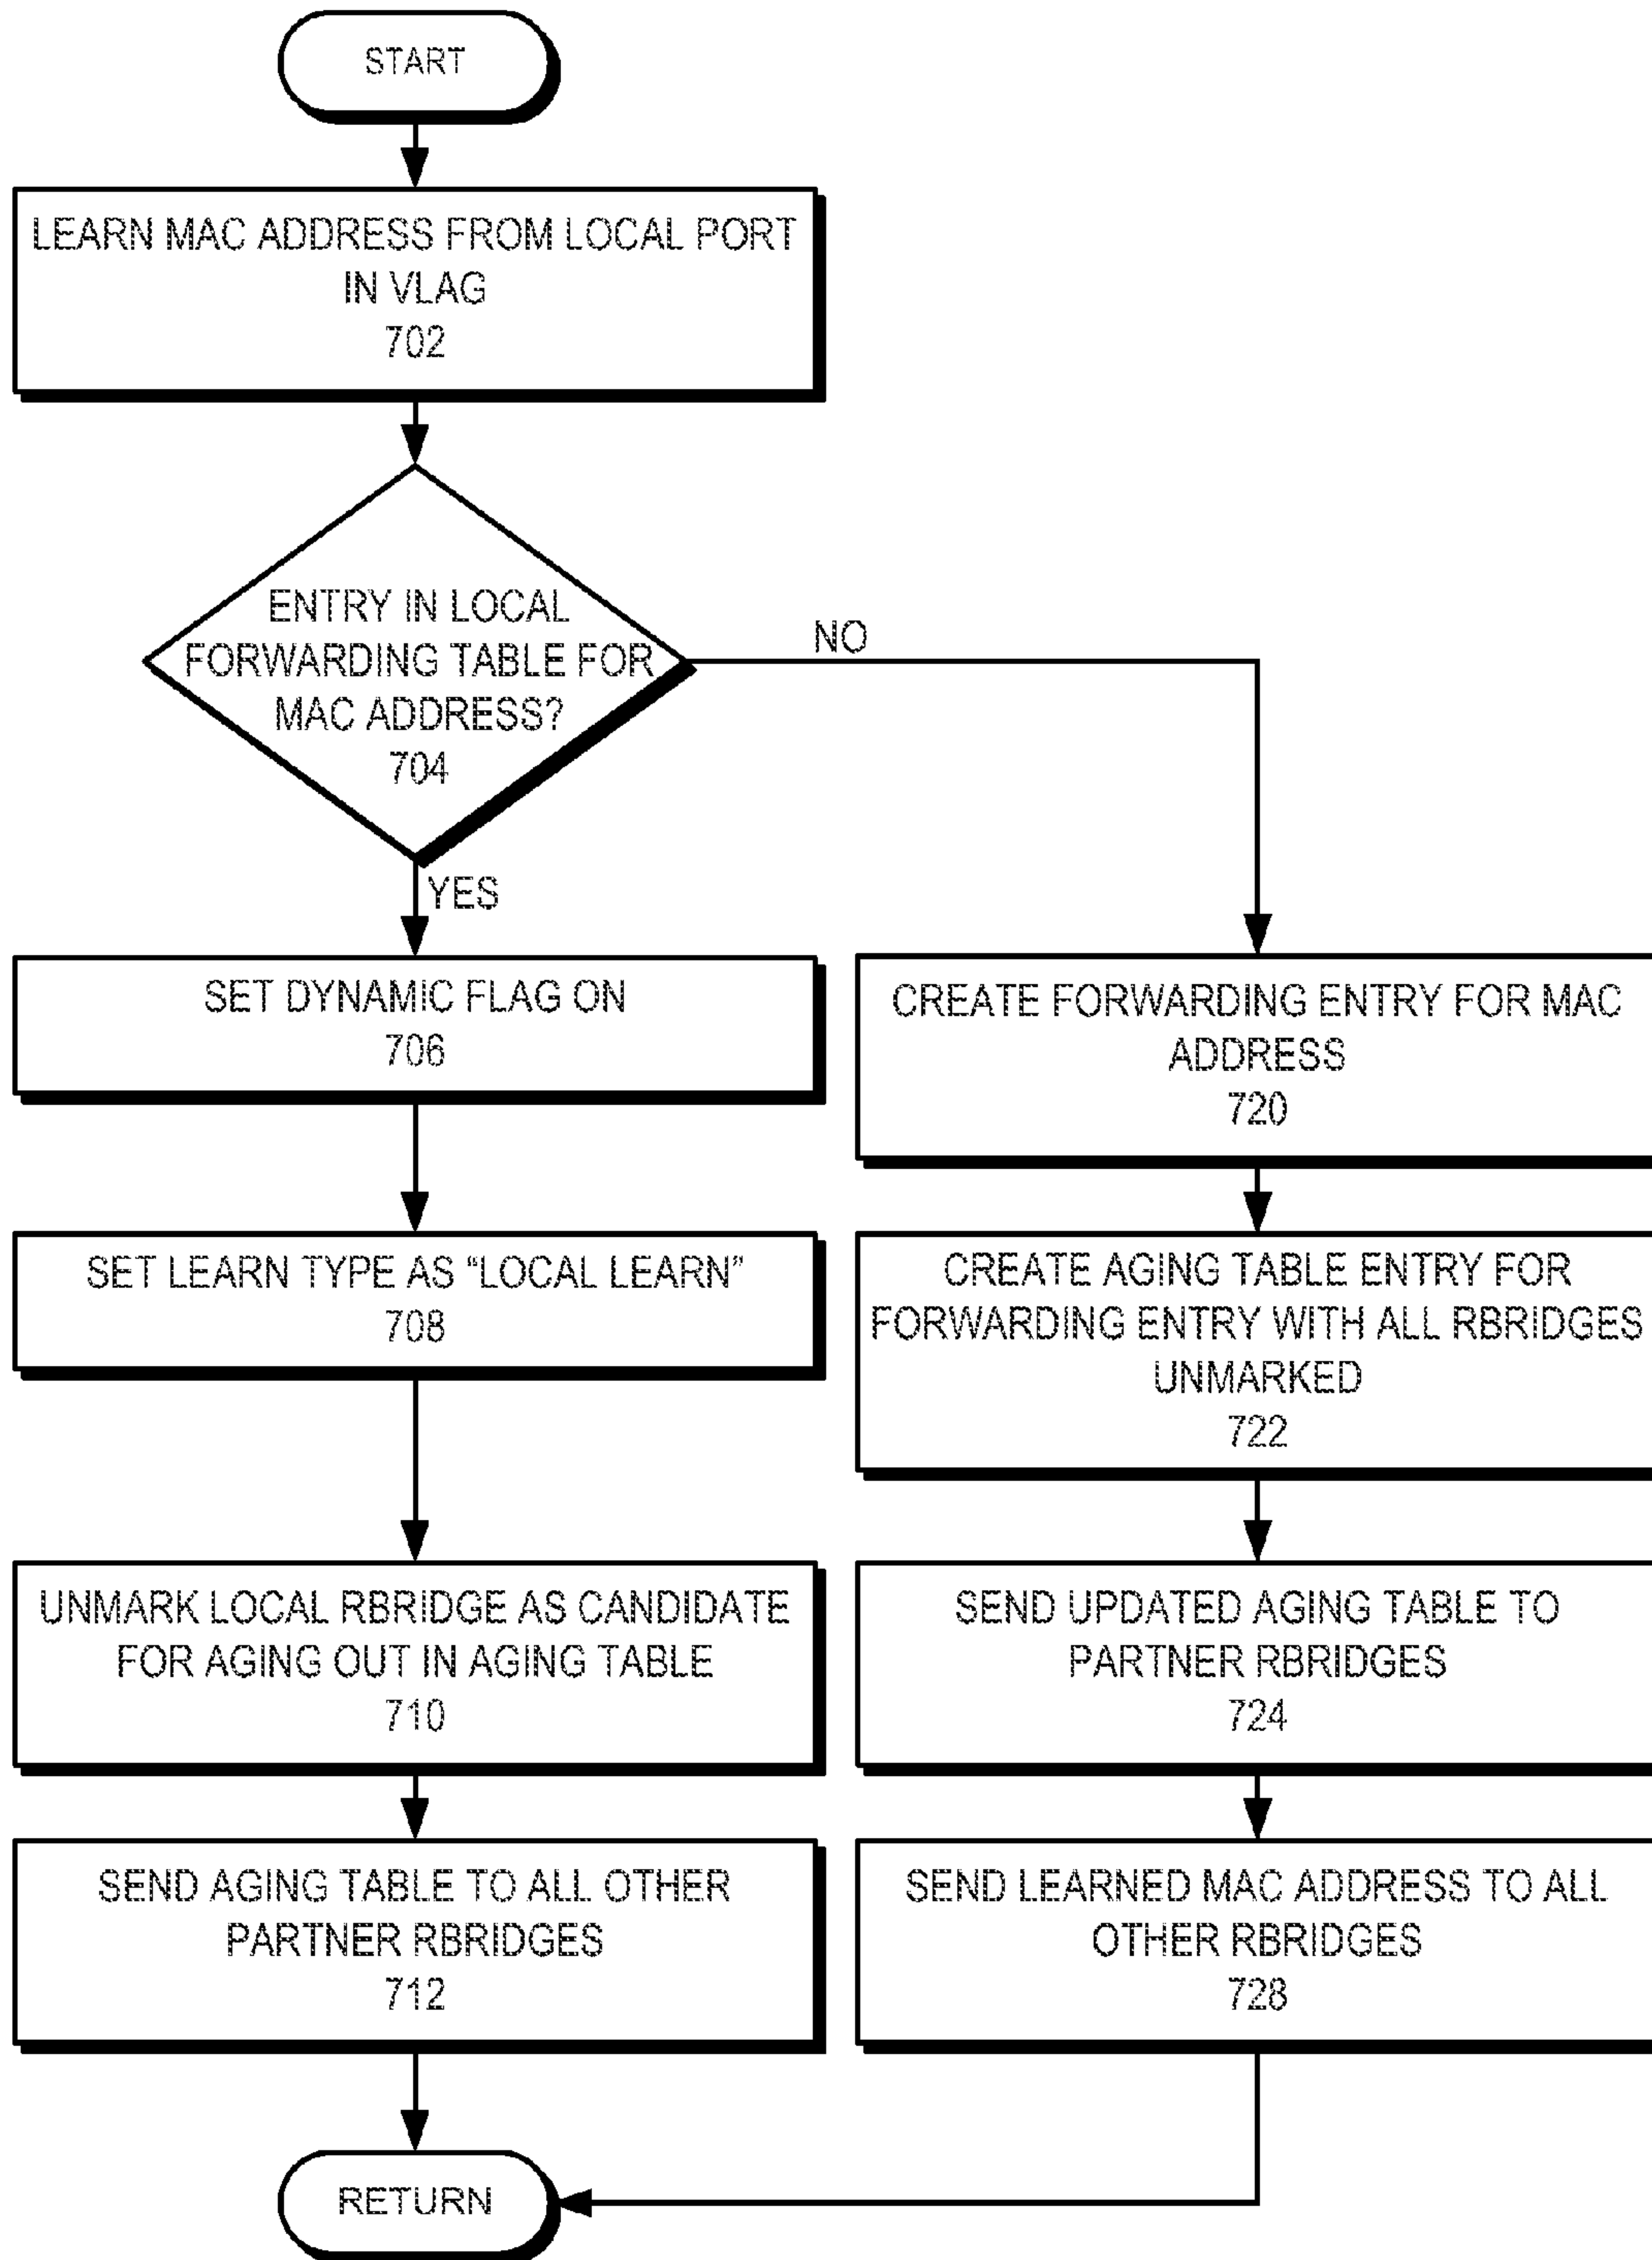 START
LEARN MAC ADDRESS FROM LOCAL PORT
IN VLAG
702
ENTRY IN LOCAL
FORWARDING TABLE FOR
MAC ADDRESS?
704
NO
YES
SET DYNAMIC FLAG ON
706
SET LEARN TYPE AS “LOCAL LEARN”
708
UNMARK LOCAL RBRIDGE AS CANDIDATE
FOR AGING OUT IN AGING TABLE
710
SEND AGING TABLE TO ALL OTHER
PARTNER RBRIDGES
712
CREATE FORWARDING ENTRY FOR MAC
ADDRESS
720
CREATE AGING TABLE ENTRY FOR
FORWARDING ENTRY WITH ALL RBRIDGES
UNMARKED
722
SEND UPDATED AGING TABLE TO
PARTNER RBRIDGES
724
SEND LEARNED MAC ADDRESS TO ALL
OTHER RBRIDGES
728
RETURN